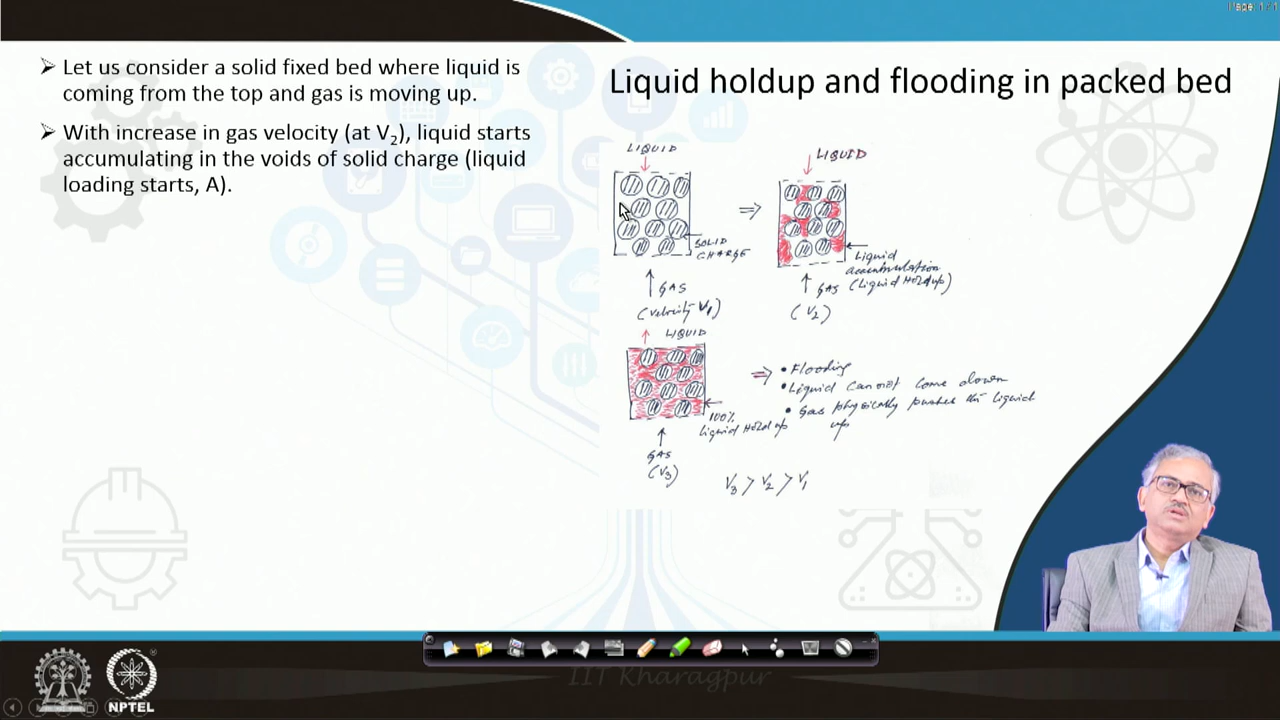 Page 1 / 1
➢ Let us consider a solid fixed bed where liquid is
coming from the top and gas is moving up.
➢ With increase in gas velocity (at V₂), liquid starts
accumulating in the voids of solid charge (liquid
loading starts, A).
Liquid holdup and flooding in packed bed
LIQUID
SOLID
CHARGE
GAS
(velocity V₁)
⇒
LIQUID
Liquid
accumulation
(Liquid Holdup)
GAS
(V₂)
LIQUID
100%
Liquid Holdup
GAS
(V₃)
⇒ • Flooding
• Liquid cannot come down
• Gas physically pushes the liquid
up
V₃ > V₂ > V₁
IIT Kharagpur
NPTEL